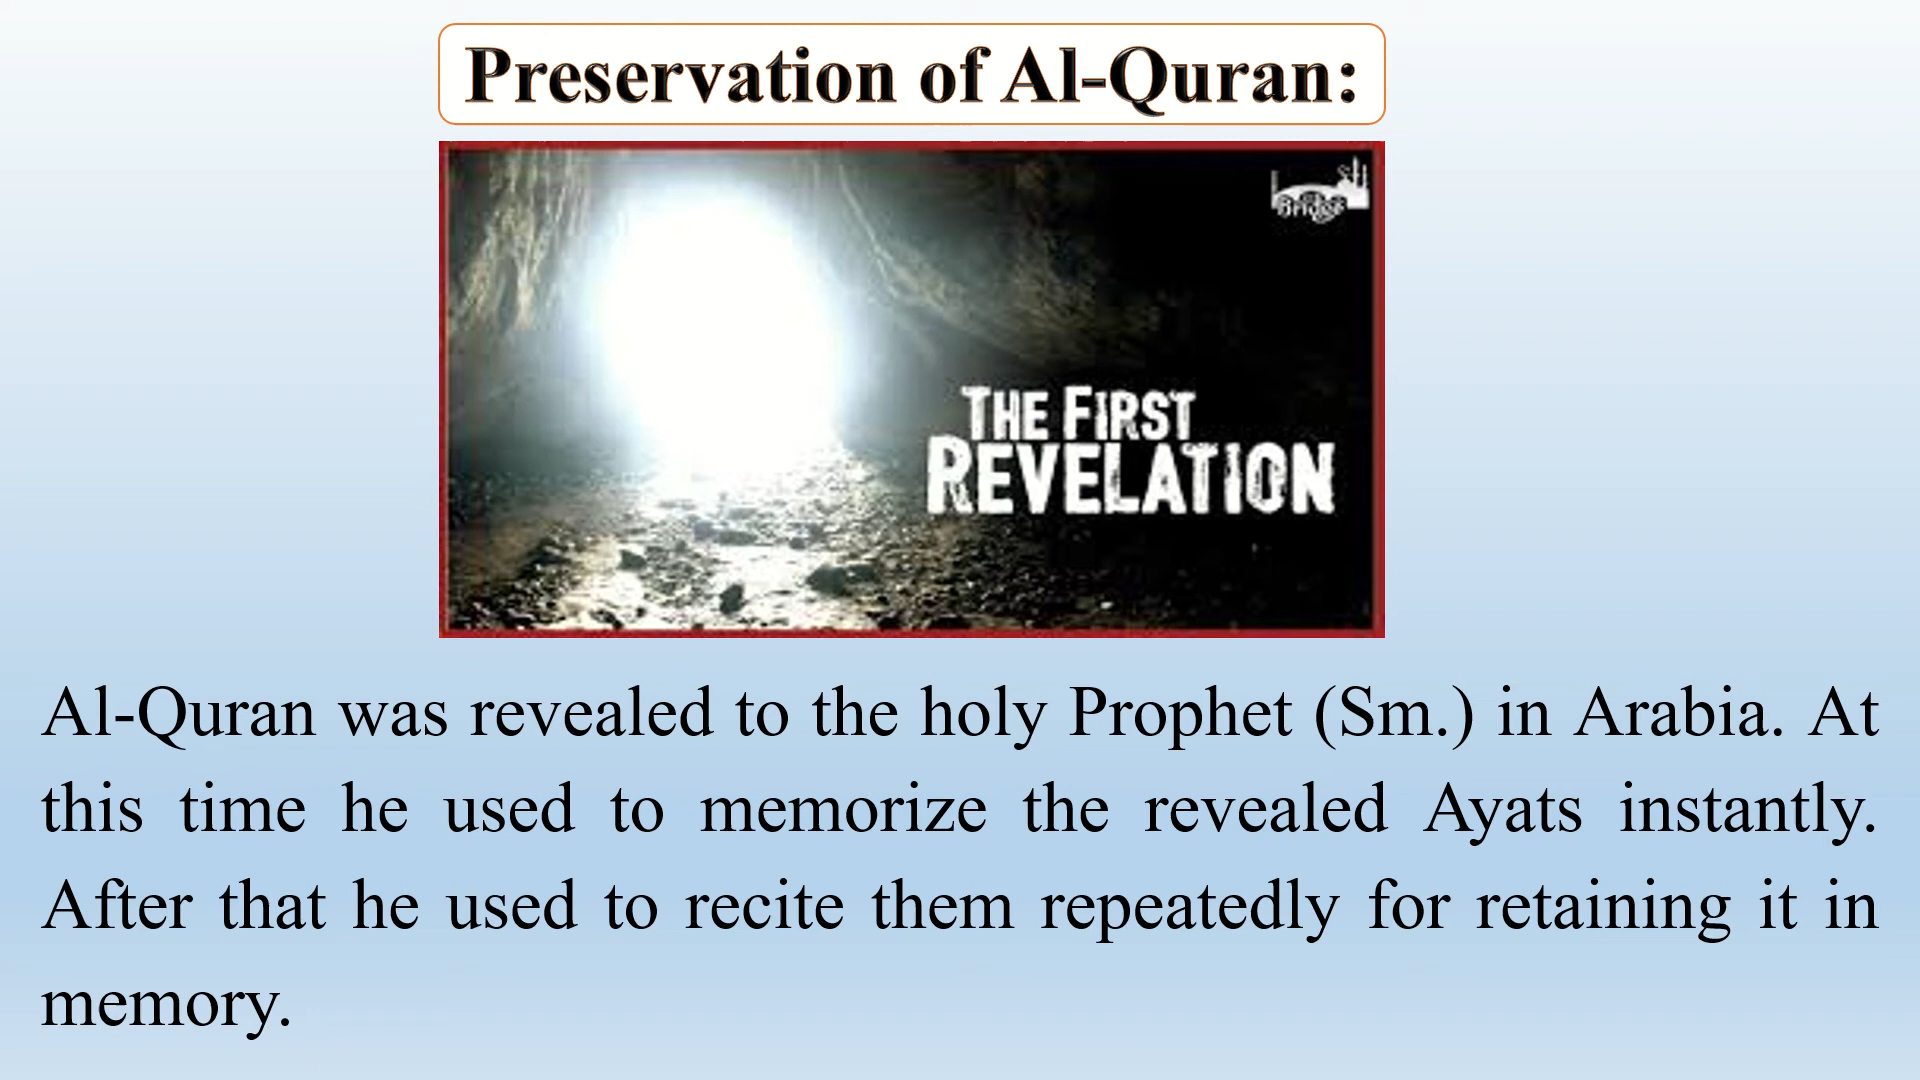 Preservation of Al-Quran:
Bridge
THE FIRST
REVELATION
Al-Quran was revealed to the holy Prophet (Sm.) in Arabia. At
this time he used to memorize the revealed Ayats instantly.
After that he used to recite them repeatedly for retaining it in
memory.